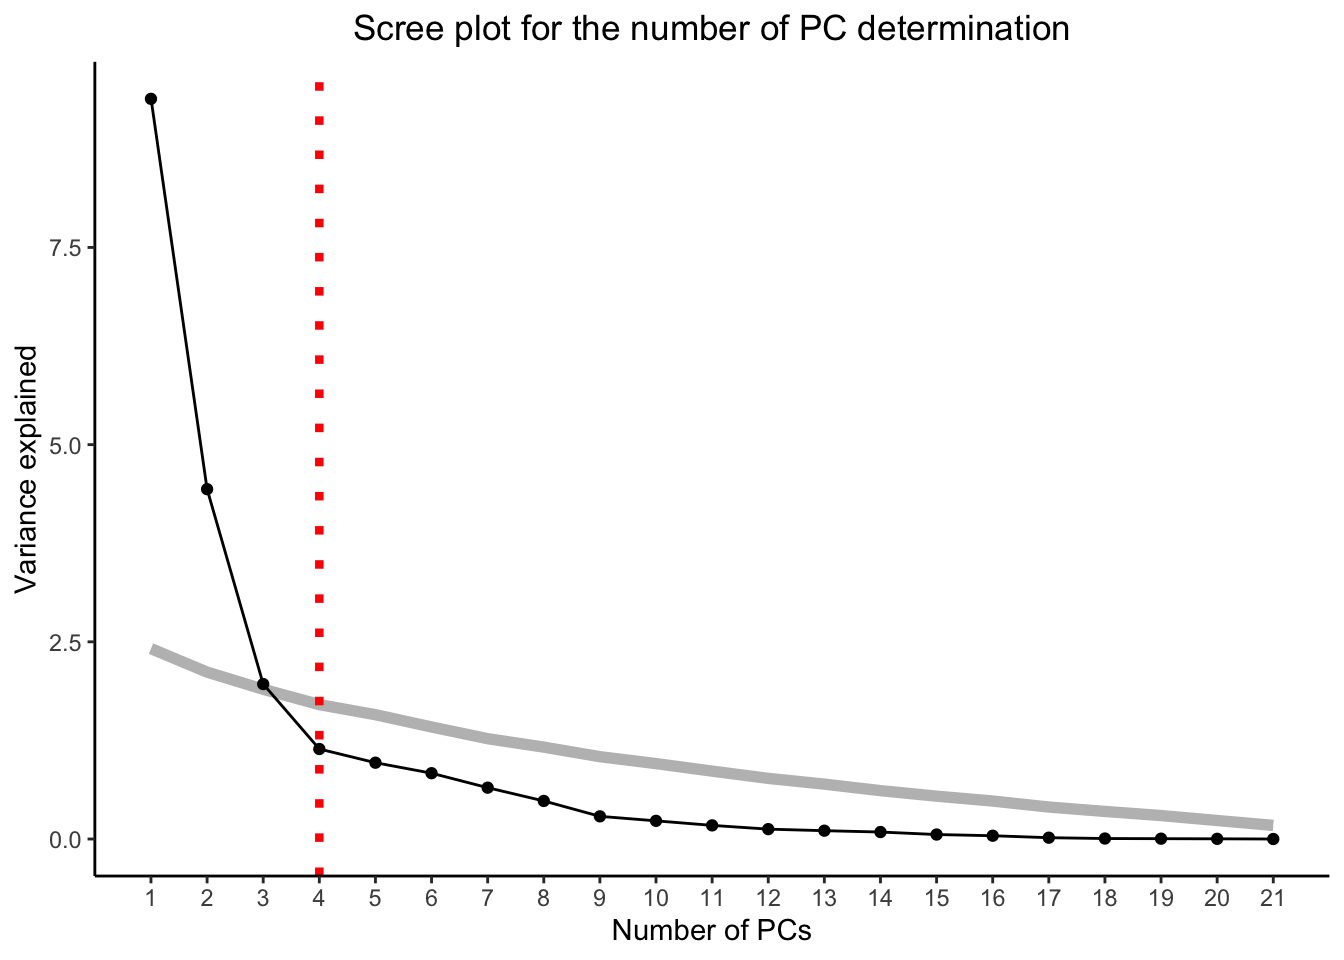 Scree plot for the number of PC determination
Variance explained
7.5
5.0
2.5
0.0
1 2 3 4 5 6 7 8 9 10 11 12 13 14 15 16 17 18 19 20 21
Number of PCs